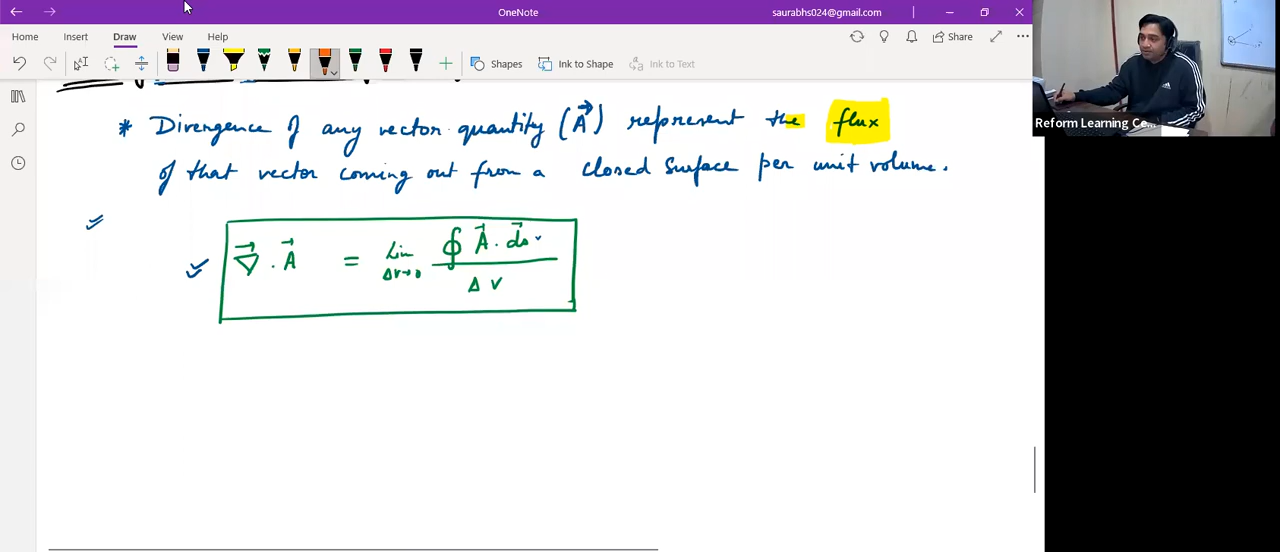 OneNote
saurabhs024@gmail.com
Home Insert Draw View Help
Share
Shapes Ink to Shape Ink to Text
* Divergence of any vector quantity (A⃗) represent the flux
of that vector coming out from a closed surface per unit volume.
∇⃗ . A⃗ = lim Δv→0 ∮ A⃗ . ds⃗ / Δv
Reform Learning Ce...